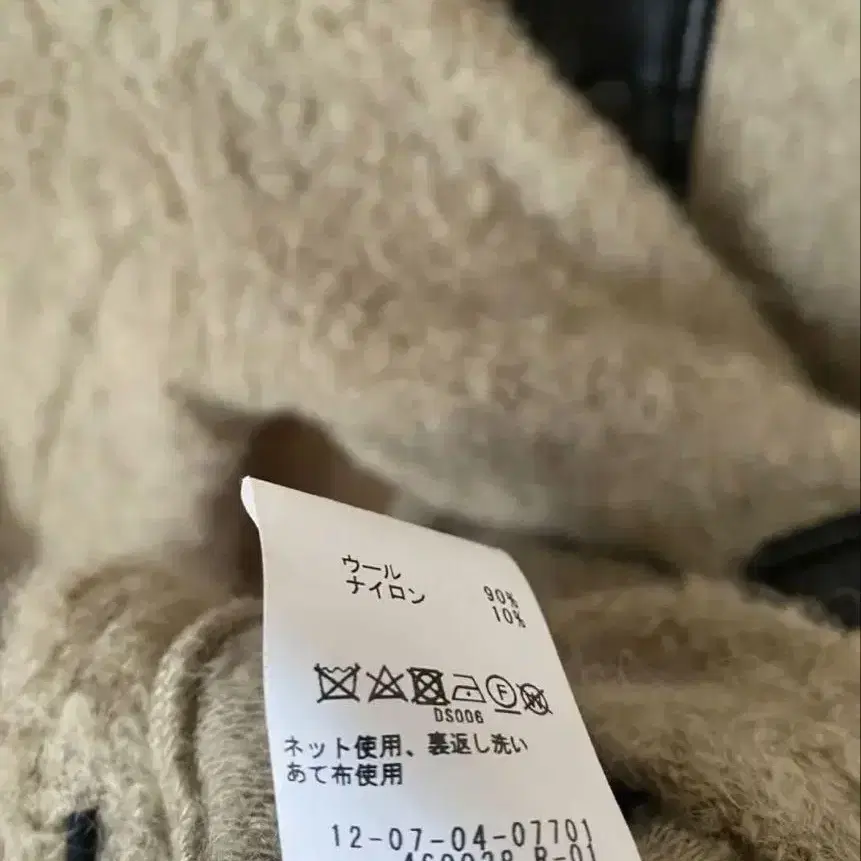 ウール 90%
ナイロン 10%
F W
DS006
ネット使用、裏返し洗い
あて布使用
12-07-04-07701